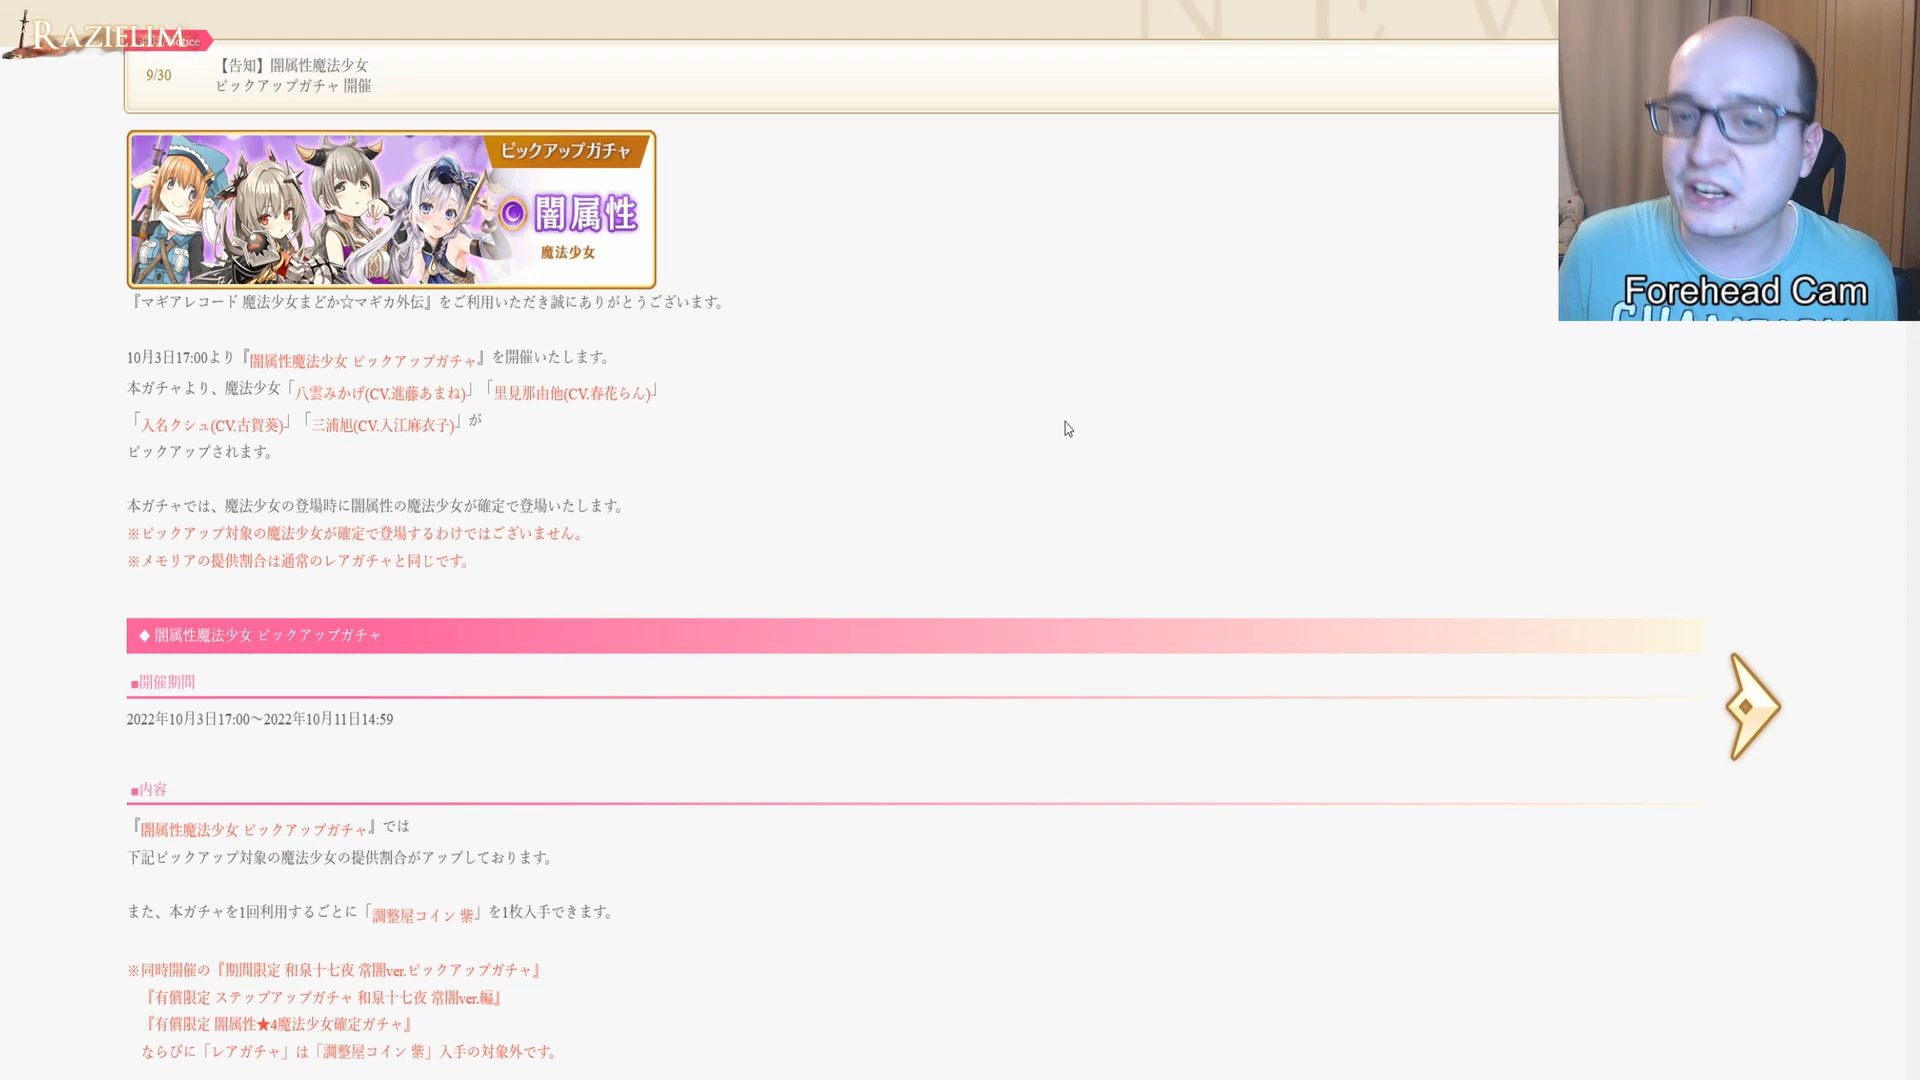 NEW
RAZIELIM
9/30
【告知】闇属性魔法少女
ピックアップガチャ 開催
ピックアップガチャ
闇属性
魔法少女
『マギアレコード 魔法少女まどか☆マギカ外伝』をご利用いただき誠にありがとうございます。
10月3日17:00より『闇属性魔法少女 ピックアップガチャ』を開催いたします。
本ガチャより、魔法少女「八雲みかげ(CV.進藤あまね)」「里見那由他(CV.春花らん)」
「入名クシュ(CV.古賀葵)」「三浦旭(CV.入江麻衣子)」が
ピックアップされます。
本ガチャでは、魔法少女の登場時に闇属性の魔法少女が確定で登場いたします。
※ピックアップ対象の魔法少女が確定で登場するわけではございません。
※メモリアの提供割合は通常のレアガチャと同じです。
◆ 闇属性魔法少女 ピックアップガチャ
■開催期間
2022年10月3日17:00～2022年10月11日14:59
■内容
『闇属性魔法少女 ピックアップガチャ』では
下記ピックアップ対象の魔法少女の提供割合がアップしております。
また、本ガチャを1回利用するごとに「調整屋コイン 紫」を1枚入手できます。
※同時開催の『期間限定 和泉十七夜 常闇ver.ピックアップガチャ』
『有償限定 ステップアップガチャ 和泉十七夜 常闇ver.編』
『有償限定 闇属性★4魔法少女確定ガチャ』
ならびに「レアガチャ」は「調整屋コイン 紫」入手の対象外です。
Forehead Cam